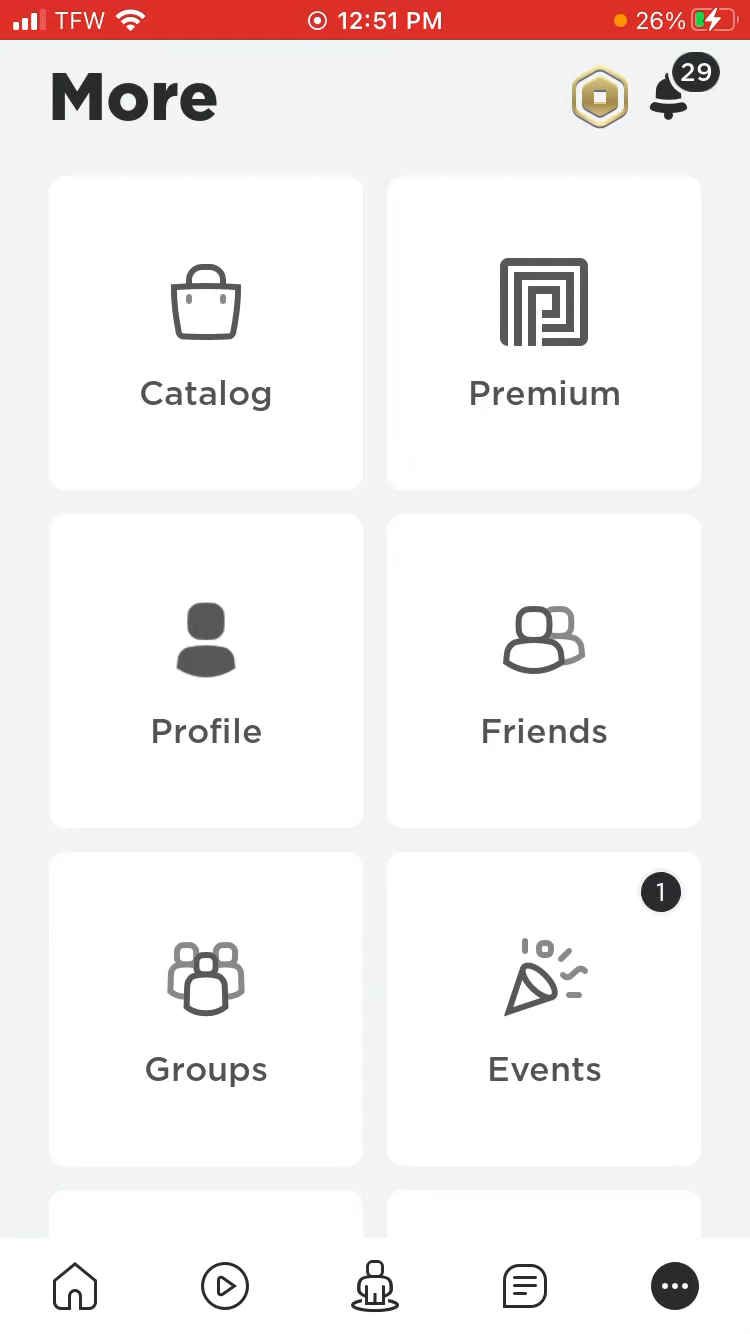 TFW 12:51 PM 26%
More 29
Catalog Premium
Profile Friends
1
Groups Events